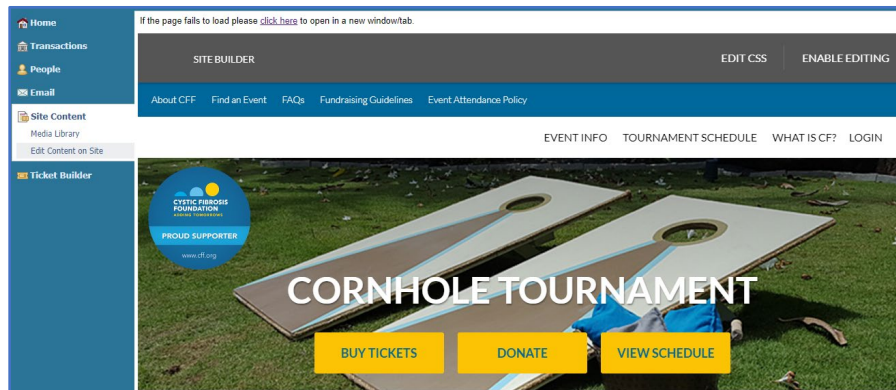 Home
Transactions
People
Email
Site Content
Media Library
Edit Content on Site
Ticket Builder
If the page fails to load please click here to open in a new window/tab.
SITE BUILDER
EDIT CSS
ENABLE EDITING
About CFF
Find an Event
FAQs
Fundraising Guidelines
Event Attendance Policy
EVENT INFO
TOURNAMENT SCHEDULE
WHAT IS CF?
LOGIN
CYSTIC FIBROSIS
FOUNDATION
ADDING TOMORROWS
PROUD SUPPORTER
www.cff.org
CORNHOLE TOURNAMENT
BUY TICKETS
DONATE
VIEW SCHEDULE